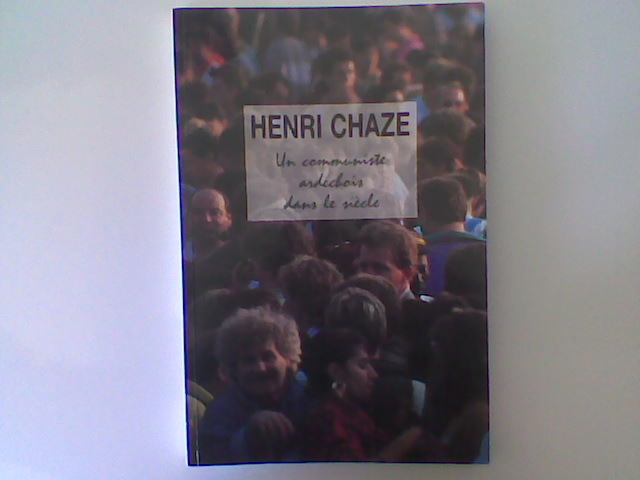 HENRI CHAZE
Un communiste
ardéchois
dans le siècle